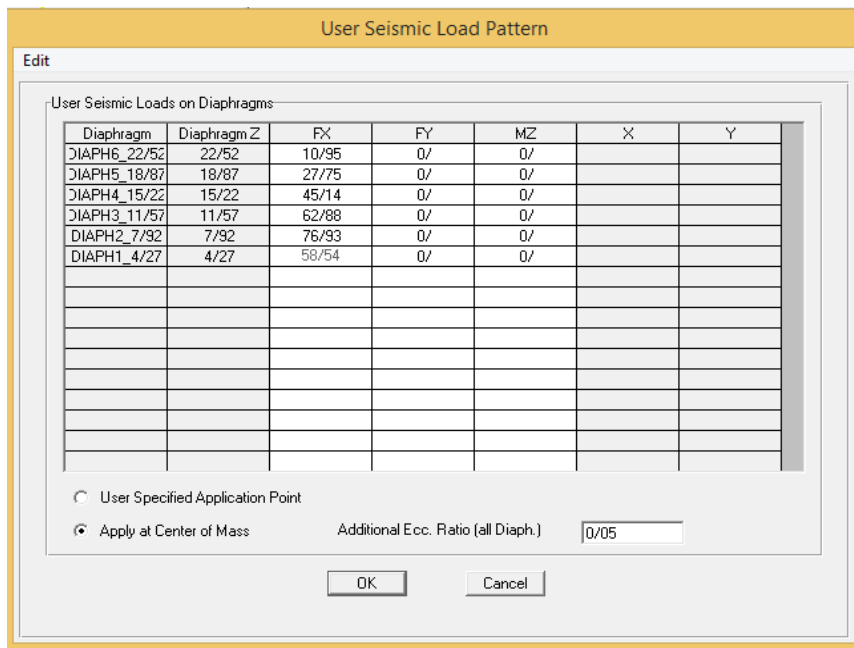 User Seismic Load Pattern
Edit
User Seismic Loads on Diaphragms
Diaphragm Diaphragm Z FX FY MZ X Y
DIAPH6_22/52 22/52 10/95 0/ 0/
DIAPH5_18/87 18/87 27/75 0/ 0/
DIAPH4_15/22 15/22 45/14 0/ 0/
DIAPH3_11/57 11/57 62/88 0/ 0/
DIAPH2_7/92 7/92 76/93 0/ 0/
DIAPH1_4/27 4/27 58/54 0/ 0/
User Specified Application Point
Apply at Center of Mass Additional Ecc. Ratio (all Diaph.) 0/05
OK Cancel